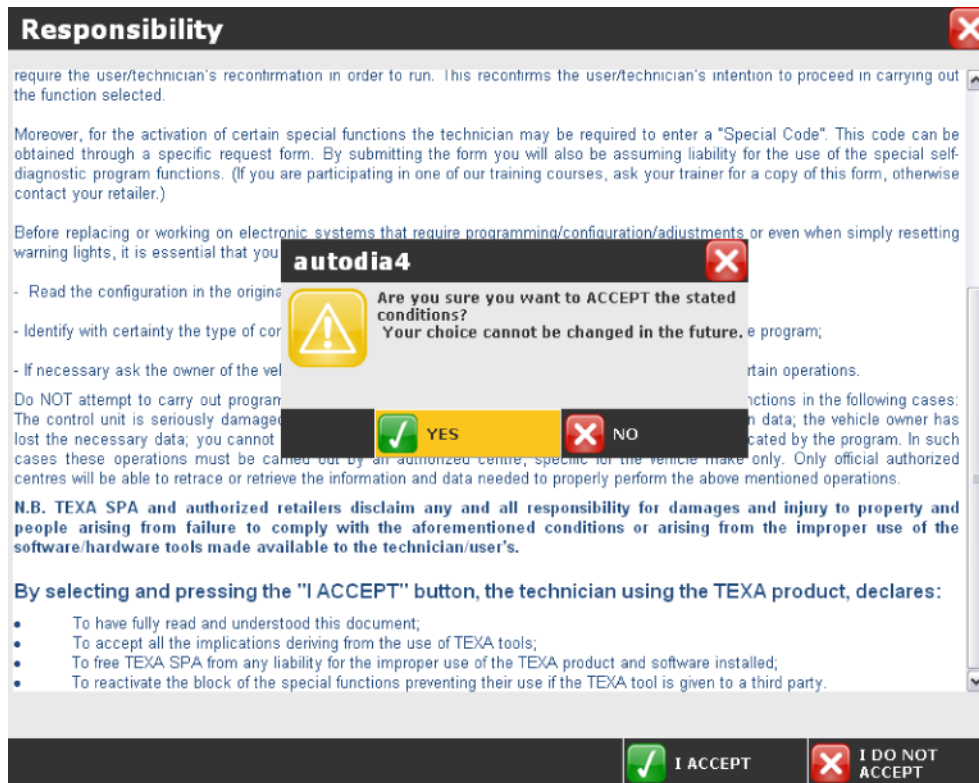 Responsibility
require the user/technician's reconfirmation in order to run. This reconfirms the user/technician's intention to proceed in carrying out
the function selected.
Moreover, for the activation of certain special functions the technician may be required to enter a "Special Code". This code can be
obtained through a specific request form. By submitting the form you will also be assuming liability for the use of the special self-
diagnostic program functions. (If you are participating in one of our training courses, ask your trainer for a copy of this form, otherwise
contact your retailer.)
Before replacing or working on electronic systems that require programming/configuration/adjustments or even when simply resetting
warning lights, it is essential that you
autodia4
- Read the configuration in the origina
Are you sure you want to ACCEPT the stated
conditions?
Your choice cannot be changed in the future.
- Identify with certainty the type of cor
e program;
- If necessary ask the owner of the vel
rtain operations.
Do NOT attempt to carry out program
nctions in the following cases:
The control unit is seriously damaged
n data; the vehicle owner has
YES
NO
lost the necessary data; you cannot
cated by the program. In such
cases these operations must be carried out by an authorized centre, specific for the vehicle make only. Only official authorized
centres will be able to retrace or retrieve the information and data needed to properly perform the above mentioned operations.
N.B. TEXA SPA and authorized retailers disclaim any and all responsibility for damages and injury to property and
people arising from failure to comply with the aforementioned conditions or arising from the improper use of the
software/hardware tools made available to the technician/user's.
By selecting and pressing the "I ACCEPT" button, the technician using the TEXA product, declares:
• To have fully read and understood this document;
• To accept all the implications deriving from the use of TEXA tools;
• To free TEXA SPA from any liability for the improper use of the TEXA product and software installed;
• To reactivate the block of the special functions preventing their use if the TEXA tool is given to a third party.
I ACCEPT
I DO NOT
ACCEPT